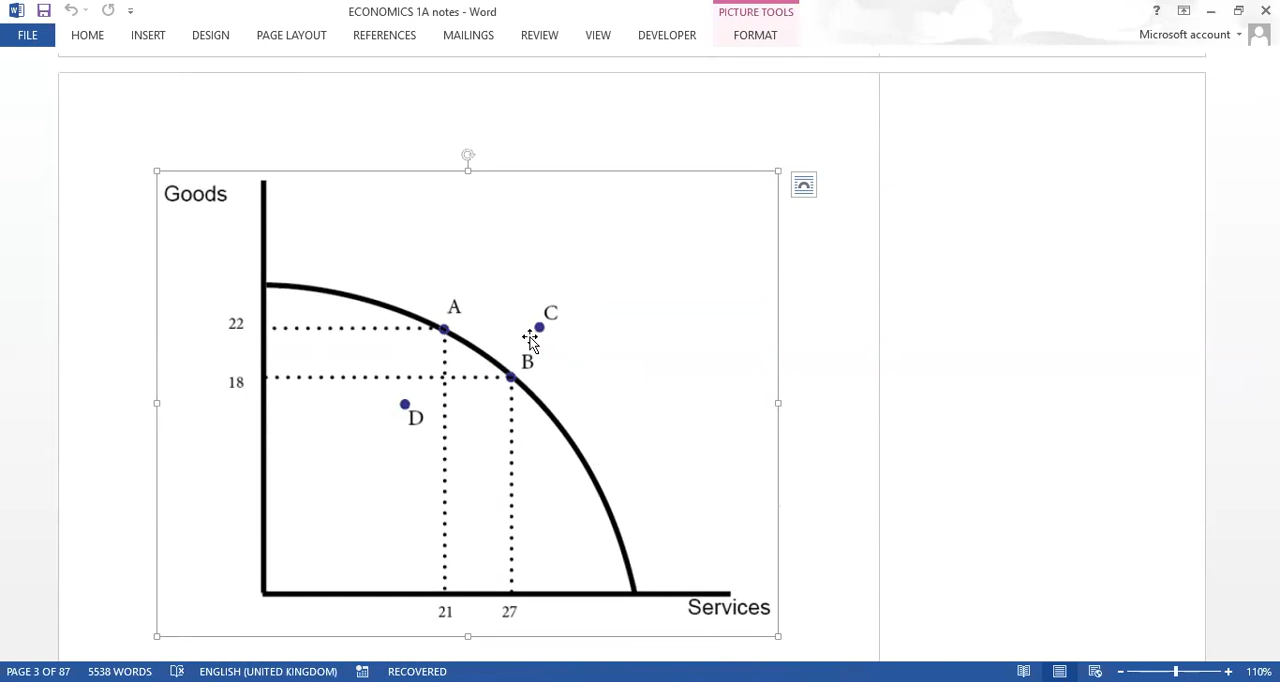 ECONOMICS 1A notes - Word
PICTURE TOOLS
?
FILE HOME INSERT DESIGN PAGE LAYOUT REFERENCES MAILINGS REVIEW VIEW DEVELOPER FORMAT Microsoft account
Goods
A
C
22
B
18
D
21 27
Services
PAGE 3 OF 87 5538 WORDS ENGLISH (UNITED KINGDOM) RECOVERED 110%